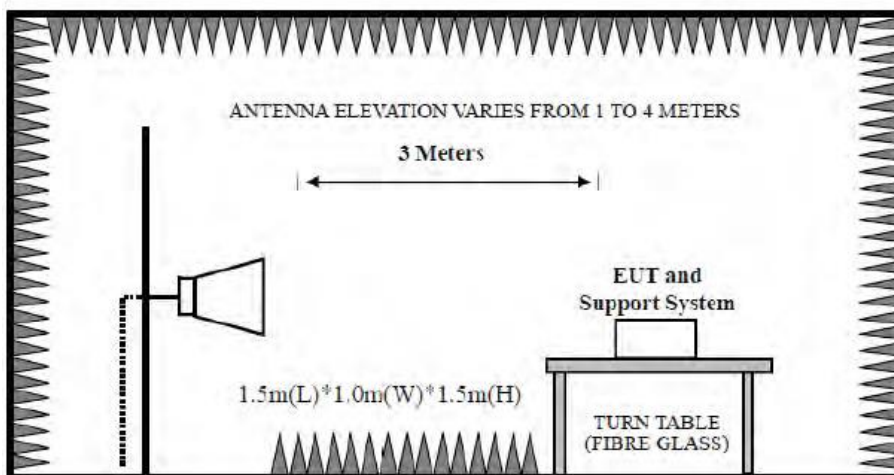 ANTENNA ELEVATION VARIES FROM 1 TO 4 METERS
3 Meters
EUT and
Support System
1.5m(L)*1.0m(W)*1.5m(H)
TURN TABLE
(FIBRE GLASS)